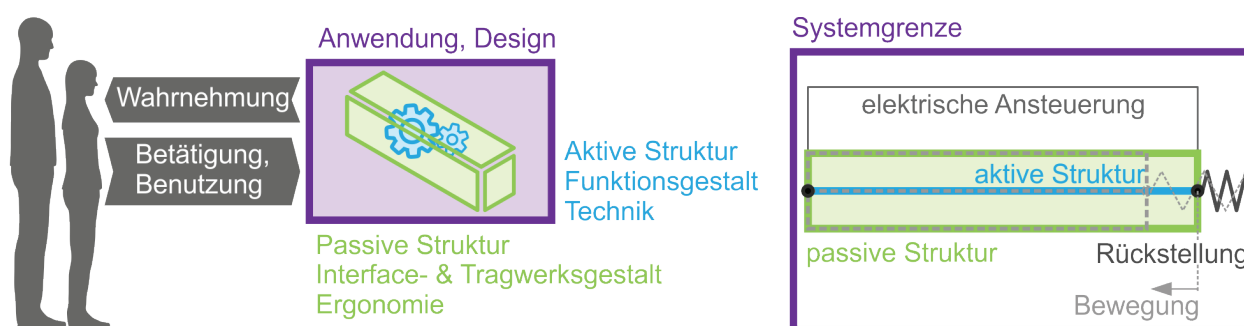 Anwendung, Design
Wahrnehmung
Betätigung,
Benutzung
Aktive Struktur
Funktionsgestalt
Technik
Passive Struktur
Interface- & Tragwerksgestalt
Ergonomie
Systemgrenze
elektrische Ansteuerung
aktive Struktur
passive Struktur
Rückstellung
Bewegung